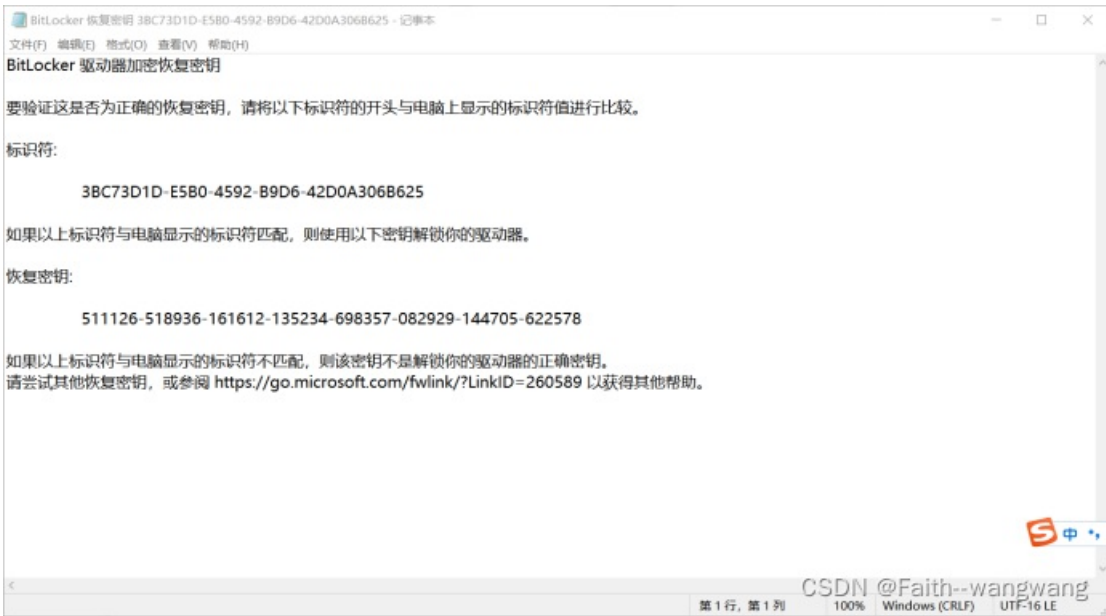 BitLocker 恢复密钥 3BC73D1D-E5B0-4592-B9D6-42D0A306B625 - 记事本
文件(F) 编辑(E) 格式(O) 查看(V) 帮助(H)
BitLocker 驱动器加密恢复密钥
要验证这是否为正确的恢复密钥，请将以下标识符的开头与电脑上显示的标识符值进行比较。
标识符:
3BC73D1D-E5B0-4592-B9D6-42D0A306B625
如果以上标识符与电脑显示的标识符匹配，则使用以下密钥解锁你的驱动器。
恢复密钥:
511126-518936-161612-135234-698357-082929-144705-622578
如果以上标识符与电脑显示的标识符不匹配，则该密钥不是解锁你的驱动器的正确密钥。
请尝试其他恢复密钥，或参阅 https://go.microsoft.com/fwlink/?LinkID=260589 以获得其他帮助。
S 中
CSDN @Faith--wangwang
第 1 行，第 1 列 100% Windows (CRLF) UTF-16 LE